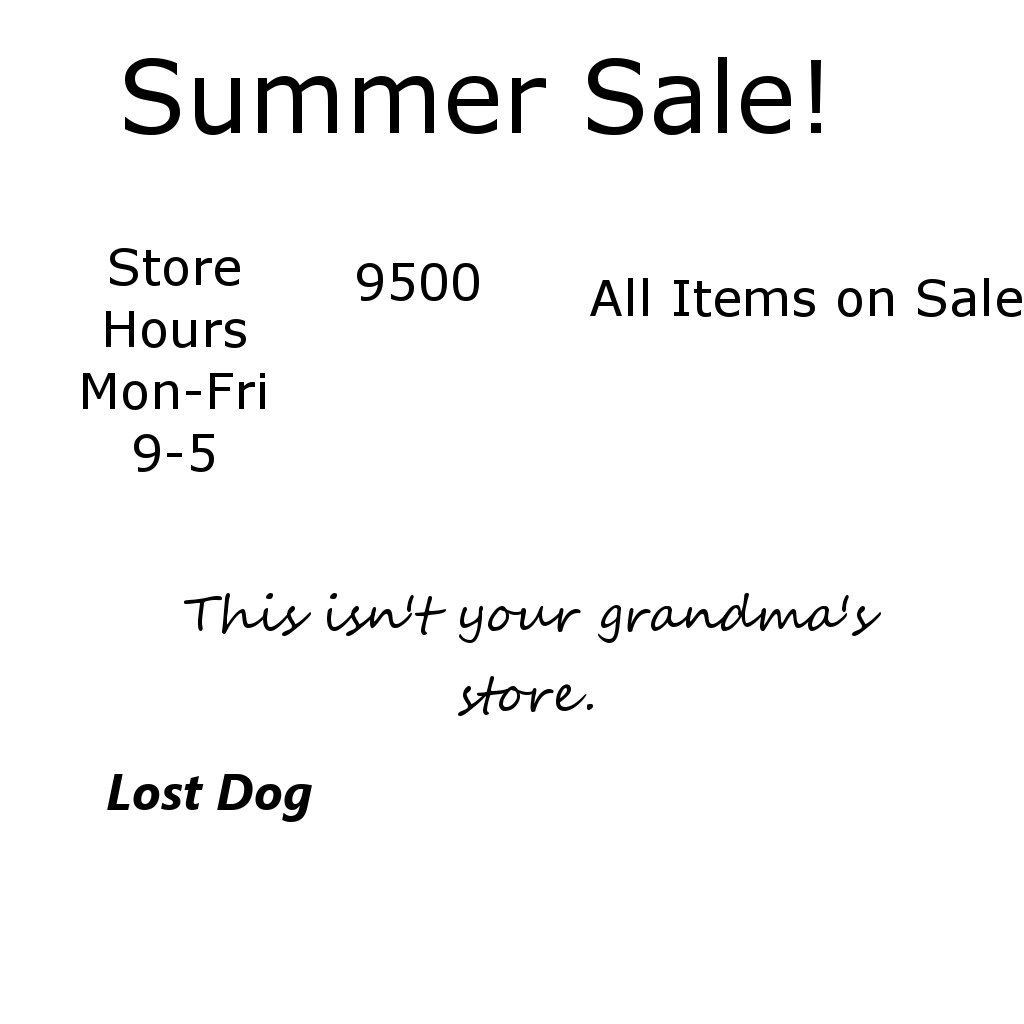 Summer Sale!
Store
Hours
Mon-Fri
9-5
9500
All Items on Sale
This isn't your grandma's
store.
Lost Dog